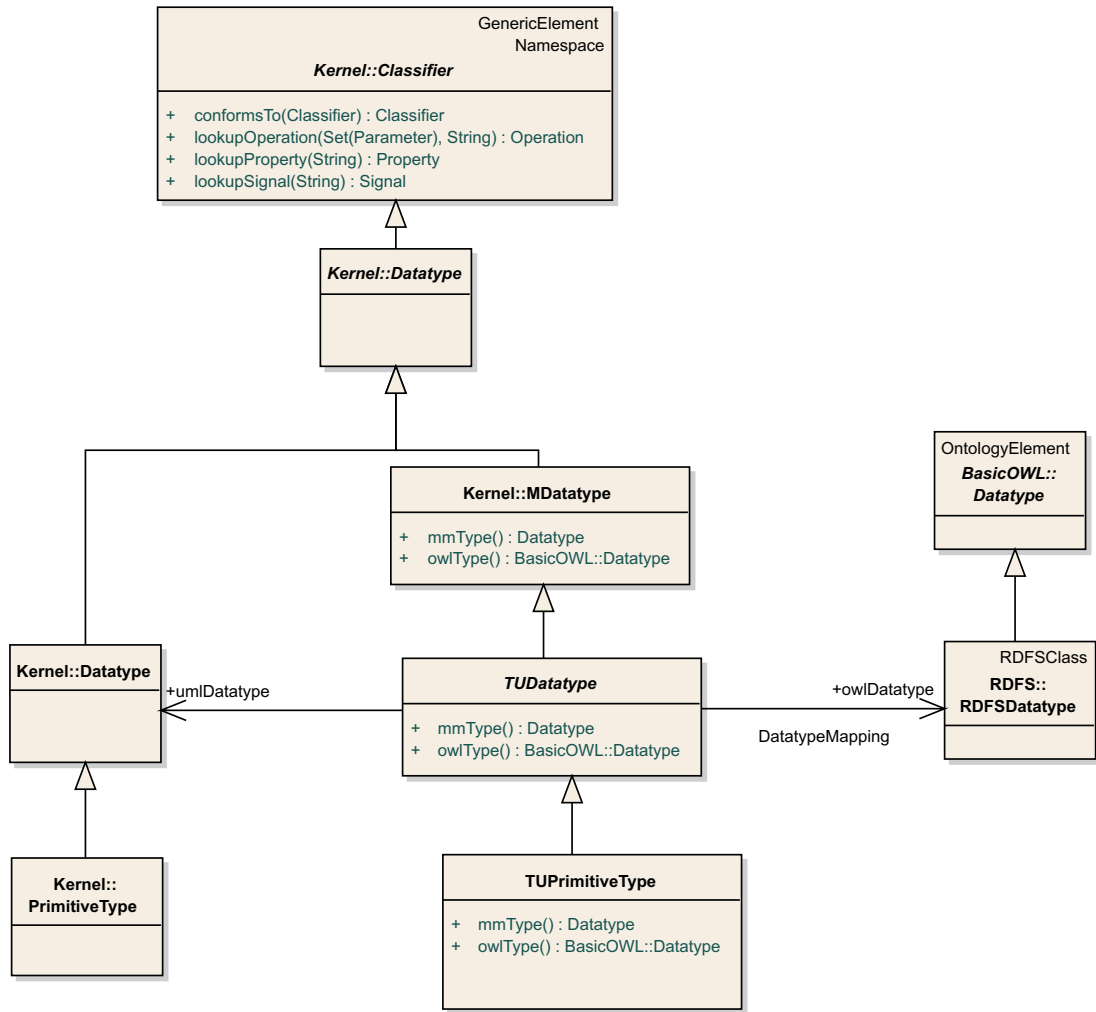 GenericElement
Namespace
Kernel::Classifier
+ conformsTo(Classifier) : Classifier
+ lookupOperation(Set(Parameter), String) : Operation
+ lookupProperty(String) : Property
+ lookupSignal(String) : Signal
Kernel::Datatype
OntologyElement
BasicOWL::
Datatype
Kernel::MDatatype
+ mmType() : Datatype
+ owlType() : BasicOWL::Datatype
Kernel::Datatype
+umlDatatype
TUDatatype
+ mmType() : Datatype
+ owlType() : BasicOWL::Datatype
+owlDatatype
DatatypeMapping
RDFSClass
RDFS::
RDFSDatatype
Kernel::
PrimitiveType
TUPrimitiveType
+ mmType() : Datatype
+ owlType() : BasicOWL::Datatype